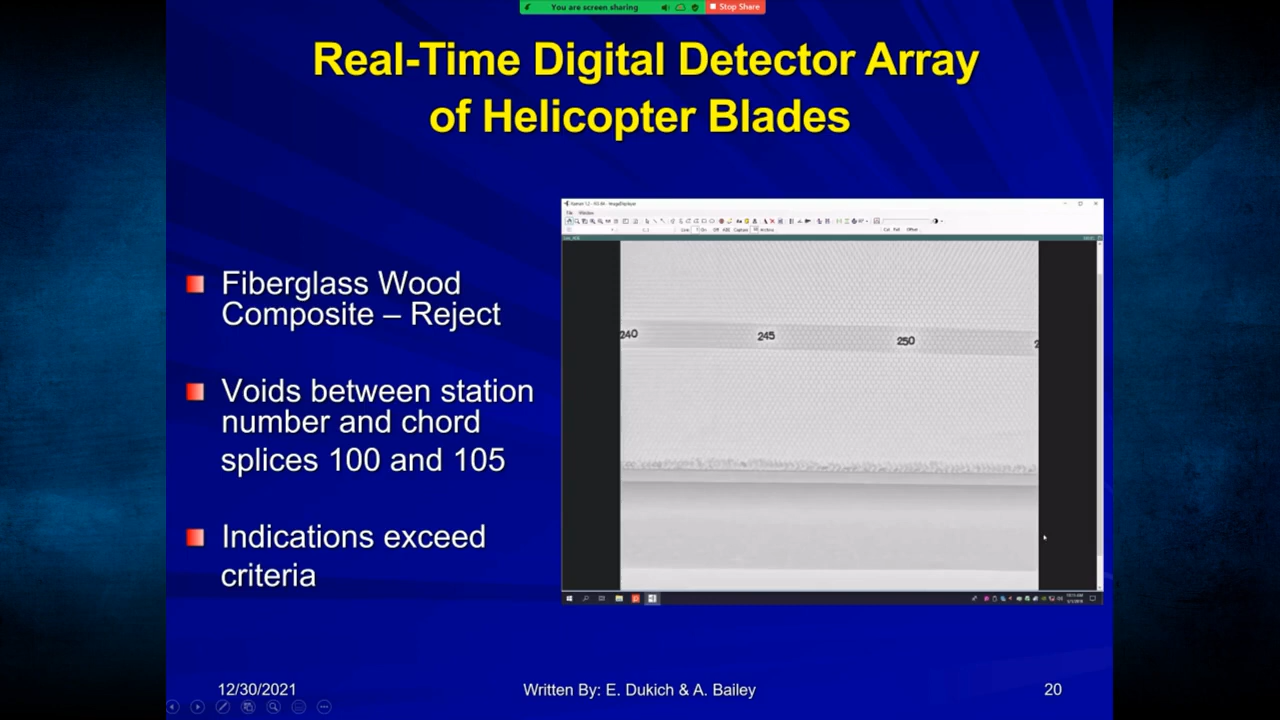 You are screen sharing
Stop Share
Real-Time Digital Detector Array
of Helicopter Blades
Fiberglass Wood
Composite – Reject
Voids between station
number and chord
splices 100 and 105
Indications exceed
criteria
File Window
240 245 250
12/30/2021 Written By: E. Dukich & A. Bailey 20